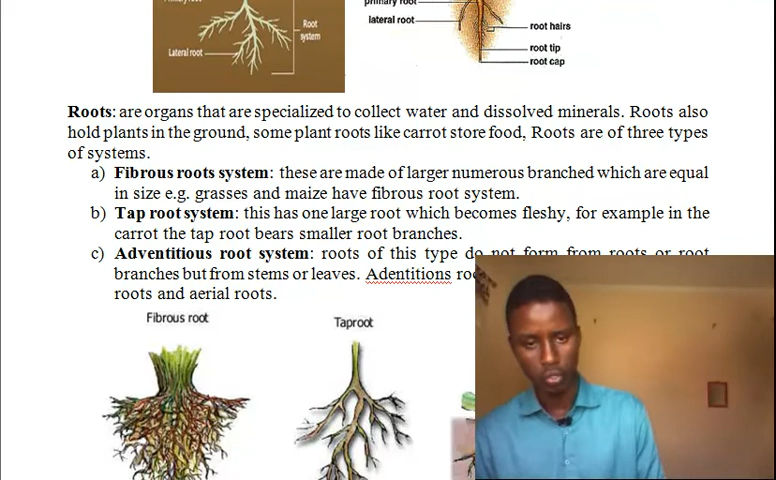 Root
system
Lateral root
lateral root
root hairs
root tip
root cap
Roots: are organs that are specialized to collect water and dissolved minerals. Roots also
hold plants in the ground, some plant roots like carrot store food, Roots are of three types
of systems.
a) Fibrous roots system: these are made of larger numerous branched which are equal
in size e.g. grasses and maize have fibrous root system.
b) Tap root system: this has one large root which becomes fleshy, for example in the
carrot the tap root bears smaller root branches.
c) Adventitious root system: roots of this type do not form from roots or root
branches but from stems or leaves. Adentitions
roots and aerial roots.
Fibrous root
Taproot